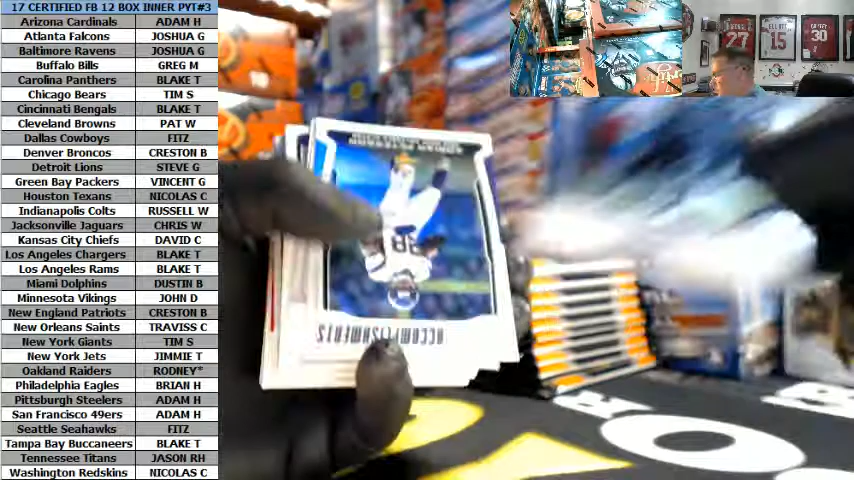 17 CERTIFIED FB 12 BOX INNER PYT#3
Arizona Cardinals ADAM H
Atlanta Falcons JOSHUA G
Baltimore Ravens JOSHUA G
Buffalo Bills GREG M
Carolina Panthers BLAKE T
Chicago Bears TIM S
Cincinnati Bengals BLAKE T
Cleveland Browns PAT W
Dallas Cowboys FITZ
Denver Broncos CRESTON B
Detroit Lions STEVE G
Green Bay Packers VINCENT G
Houston Texans NICOLAS C
Indianapolis Colts RUSSELL W
Jacksonville Jaguars CHRIS W
Kansas City Chiefs DAVID C
Los Angeles Chargers BLAKE T
Los Angeles Rams BLAKE T
Miami Dolphins DUSTIN B
Minnesota Vikings JOHN D
New England Patriots CRESTON B
New Orleans Saints TRAVISS C
New York Giants TIM S
New York Jets JIMMIE T
Oakland Raiders RODNEY*
Philadelphia Eagles BRIAN H
Pittsburgh Steelers ADAM H
San Francisco 49ers ADAM H
Seattle Seahawks FITZ
Tampa Bay Buccaneers BLAKE T
Tennessee Titans JASON RH
Washington Redskins NICOLAS C
27
15
30
ACCOMPLISHMENTS